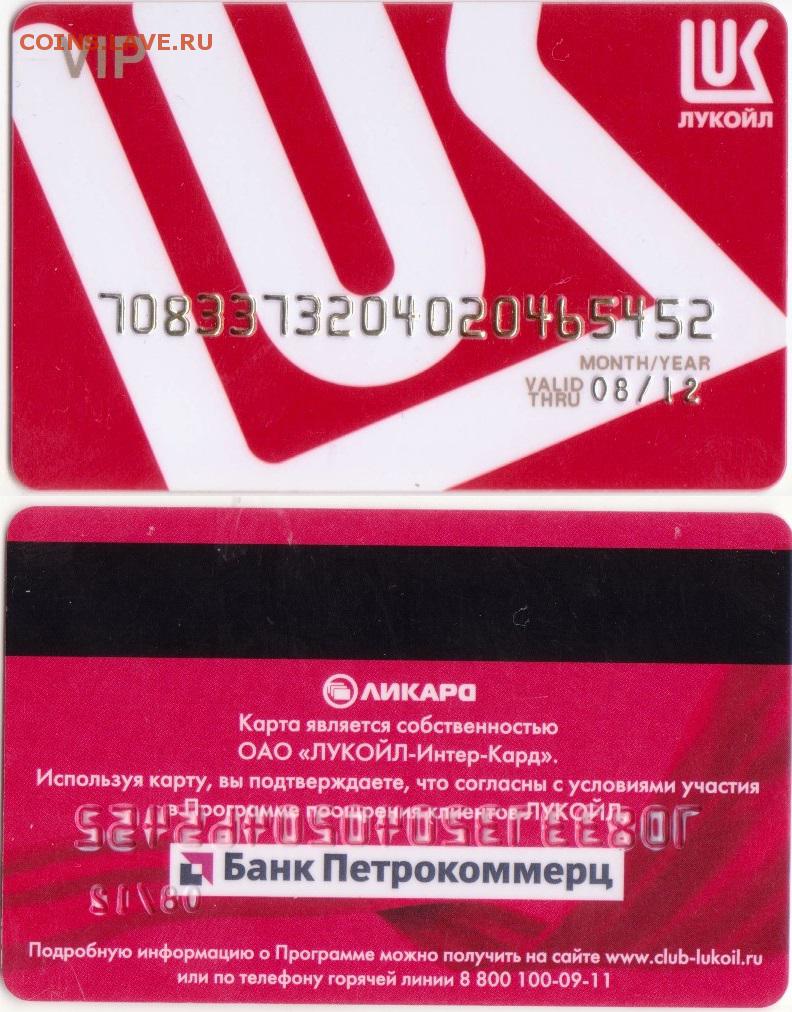 COINS.LAVE.RU
VIP
LUK
ЛУКОЙЛ
7083373204020465452
MONTH/YEAR
VALID THRU 08/12
ЛИКАРД
Карта является собственностью
ОАО «ЛУКОЙЛ-Интер-Кард».
Используя карту, вы подтверждаете, что согласны с условиями участия
в Программе поощрения клиентов ЛУКОЙЛ.
Банк Петрокоммерц
Подробную информацию о Программе можно получить на сайте www.club-lukoil.ru
или по телефону горячей линии 8 800 100-09-11